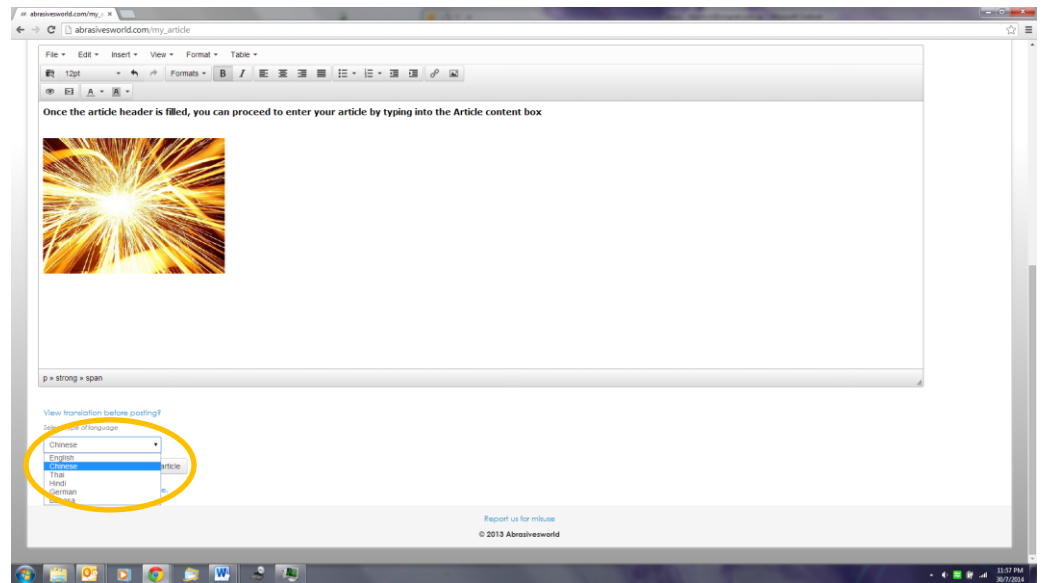 abrasivesworld.com/my_
abrasivesworld.com/my_article
File Edit Insert View Format Table
12pt Formats B I
A A
Once the article header is filled, you can proceed to enter your article by typing into the Article content box
p » strong » span
View translation before posting?
of language
Chinese
English
Chinese article
Thai
Hindi
German
Report us for misuse
© 2013 Abrasivesworld
11:57 PM
30/7/2014